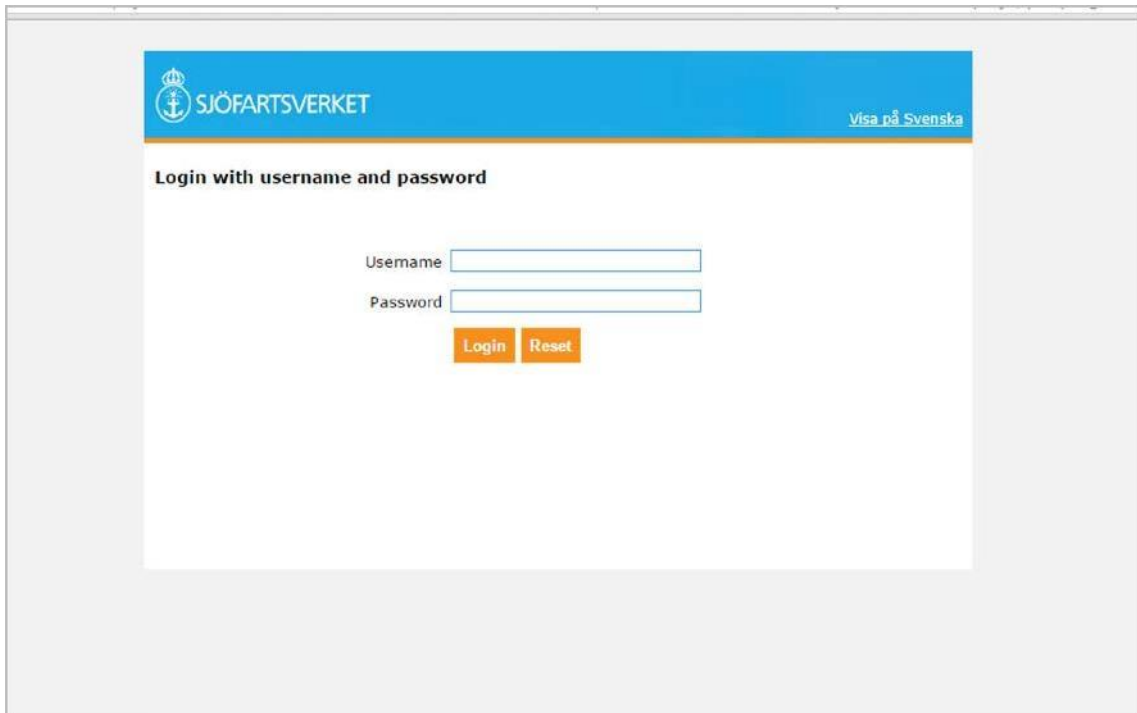 SJÖFARTSVERKET
Visa på Svenska
Login with username and password
Username
Password
Login Reset